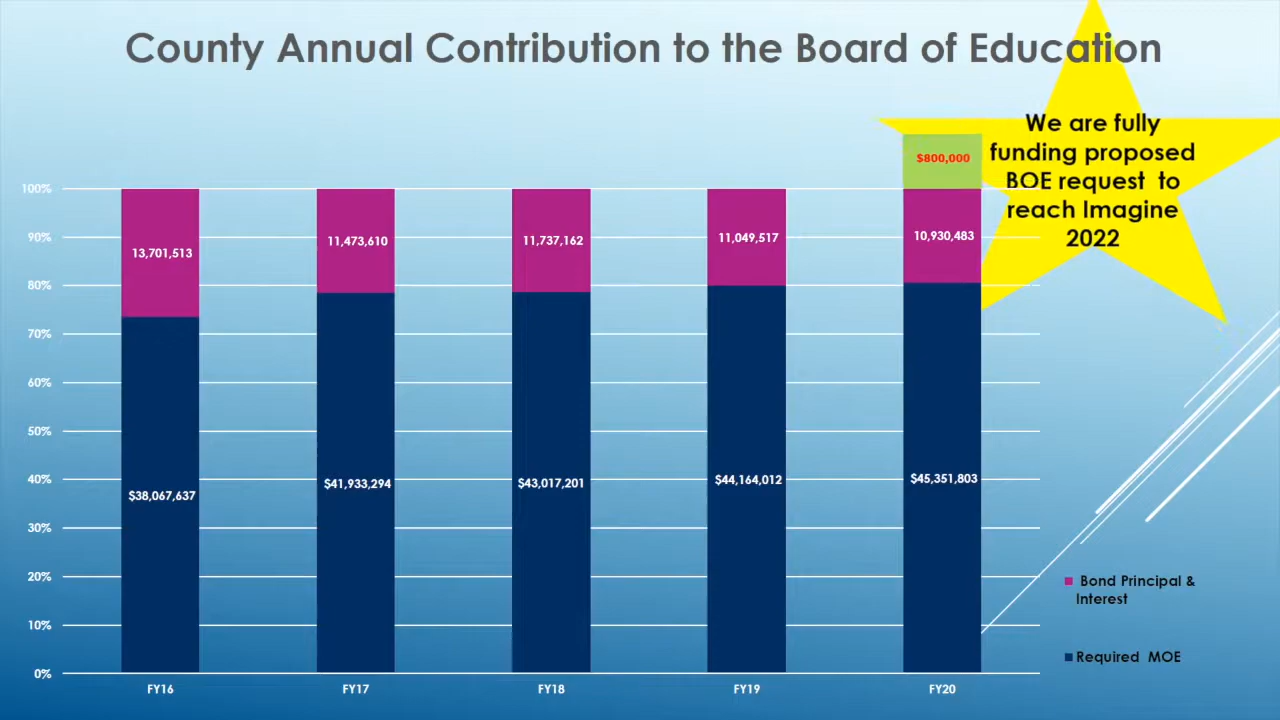 County Annual Contribution to the Board of Education
We are fully
funding proposed
BOE request to
reach Imagine
2022
$800,000
100%
90%
80%
70%
60%
50%
40%
30%
20%
10%
0%
13,701,513
11,473,610
11,737,162
11,049,517
10,930,483
$38,067,637
$41,933,294
$43,017,201
$44,164,012
$45,351,803
FY16
FY17
FY18
FY19
FY20
Bond Principal &
Interest
Required MOE